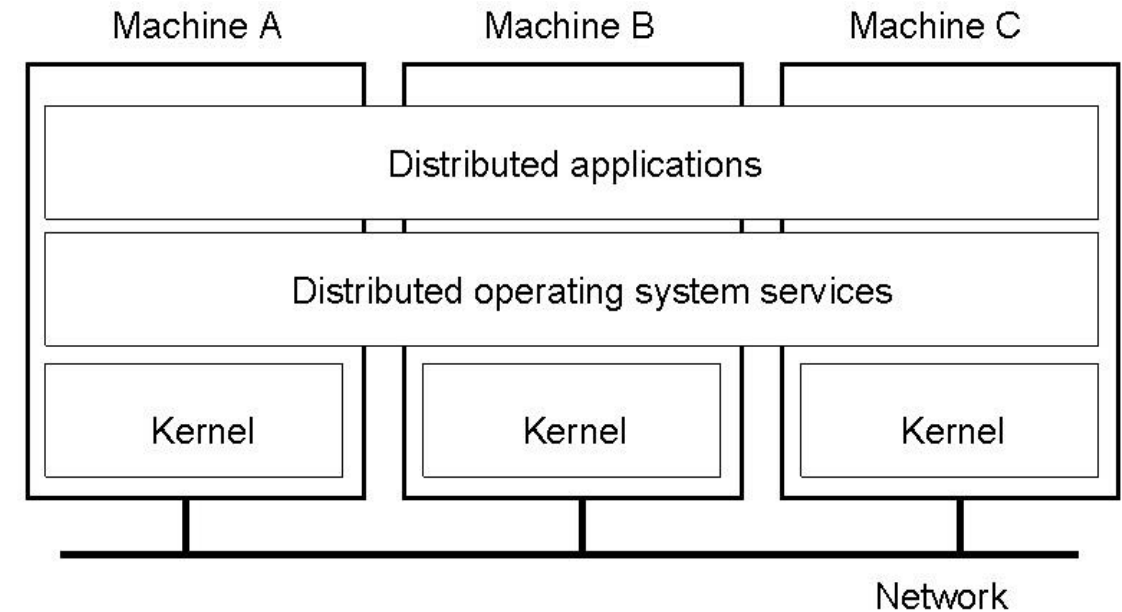 Machine A
Machine B
Machine C
Distributed applications
Distributed operating system services
Kernel
Kernel
Kernel
Network